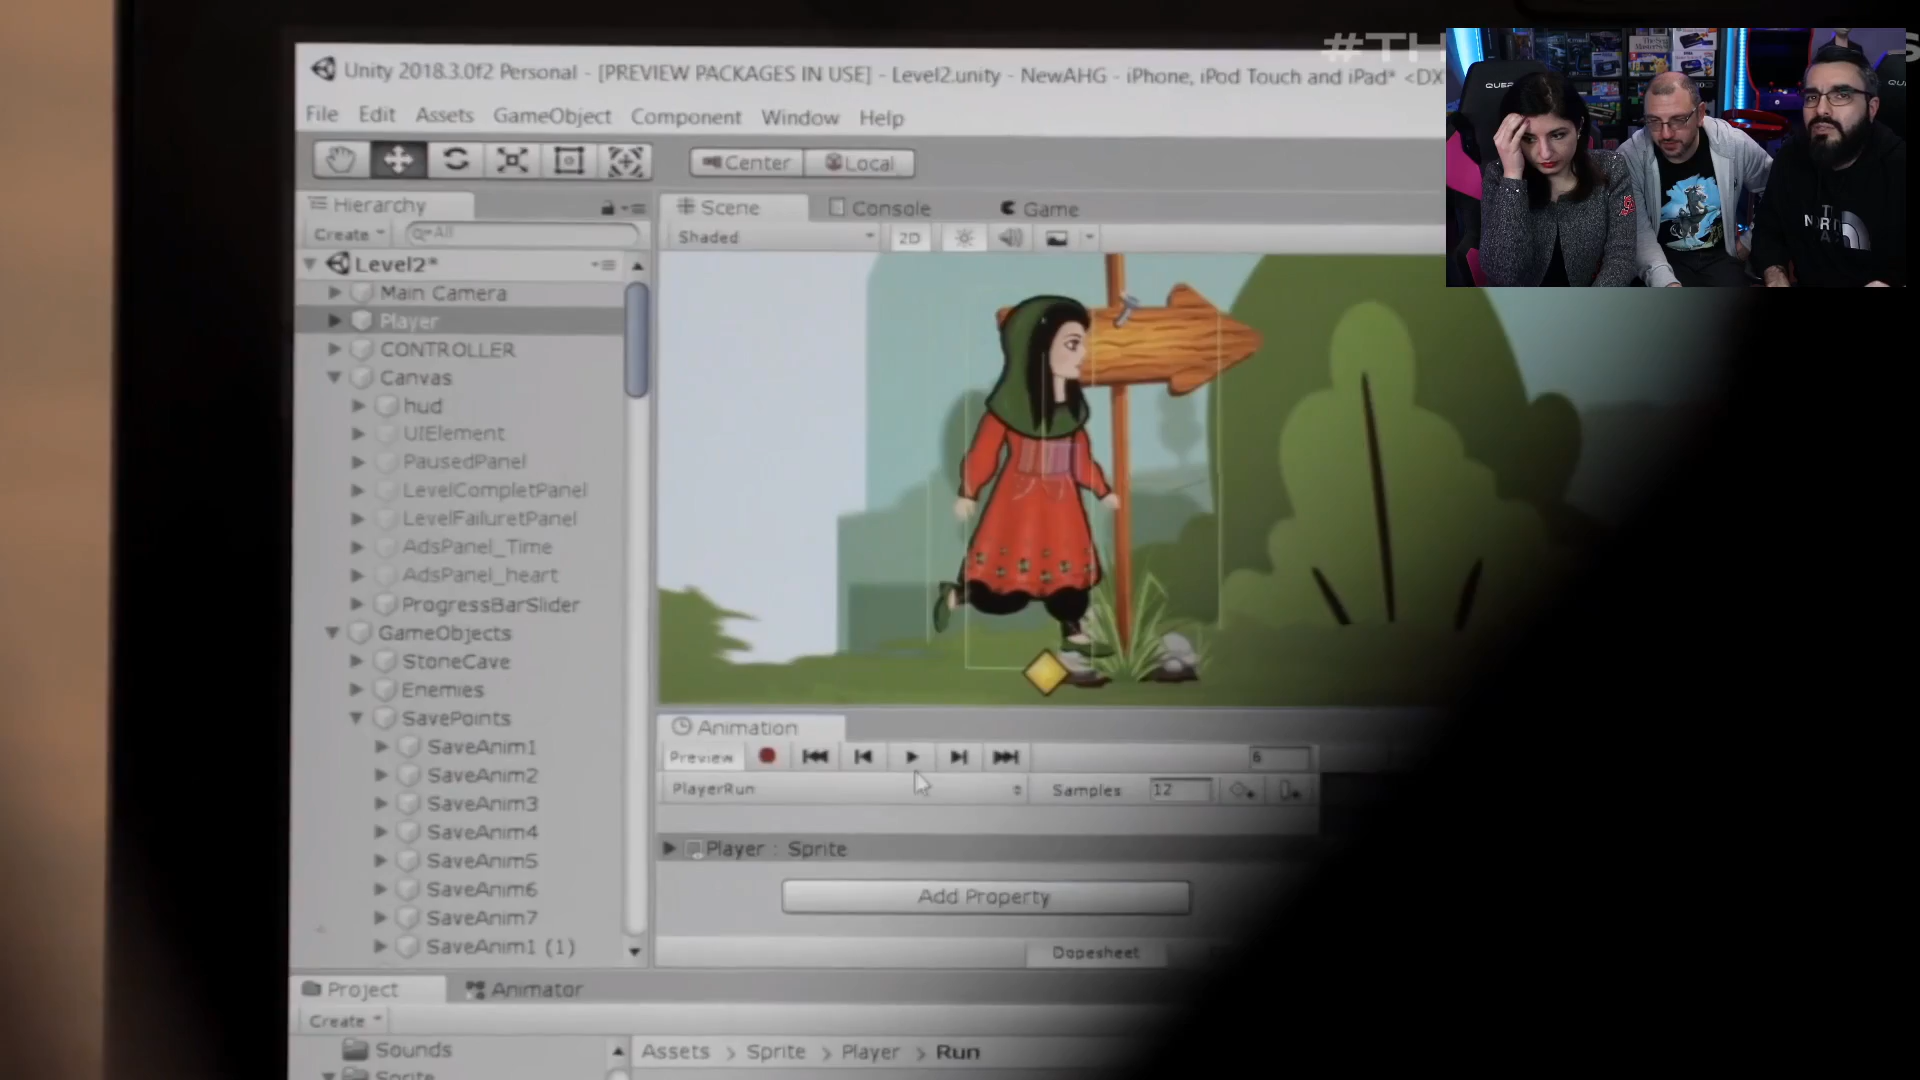 #TH
Unity 2018.3.0f2 Personal - [PREVIEW PACKAGES IN USE] - Level2.unity - NewAHG - iPhone, iPod Touch and iPad* <DX
File Edit Assets GameObject Component Window Help
Center Local
Hierarchy
Create All
Level2*
Main Camera
Player
CONTROLLER
Canvas
hud
UIElement
PausedPanel
LevelCompletPanel
LevelFailuretPanel
AdsPanel_Time
AdsPanel_heart
ProgressBarSlider
GameObjects
StoneCave
Enemies
SavePoints
SaveAnim1
SaveAnim2
SaveAnim3
SaveAnim4
SaveAnim5
SaveAnim6
SaveAnim7
SaveAnim1 (1)
Scene Console Game
Shaded 2D
Animation
Preview 6
PlayerRun Samples 12
Player : Sprite
Add Property
Dopesheet
Project Animator
Create
Sounds
Sprite
Assets > Sprite > Player > Run